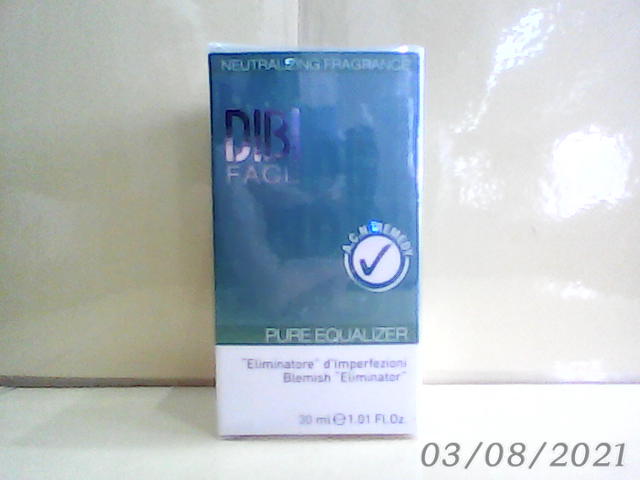 NEUTRALIZING FRAGRANCE
DIBI
FACE
A.C.N. REMEDY
PURE EQUALIZER
"Eliminatore" d'Imperfezioni
Blemish "Eliminator"
30 ml ℮ 1.01 Fl.Oz.
03/08/2021